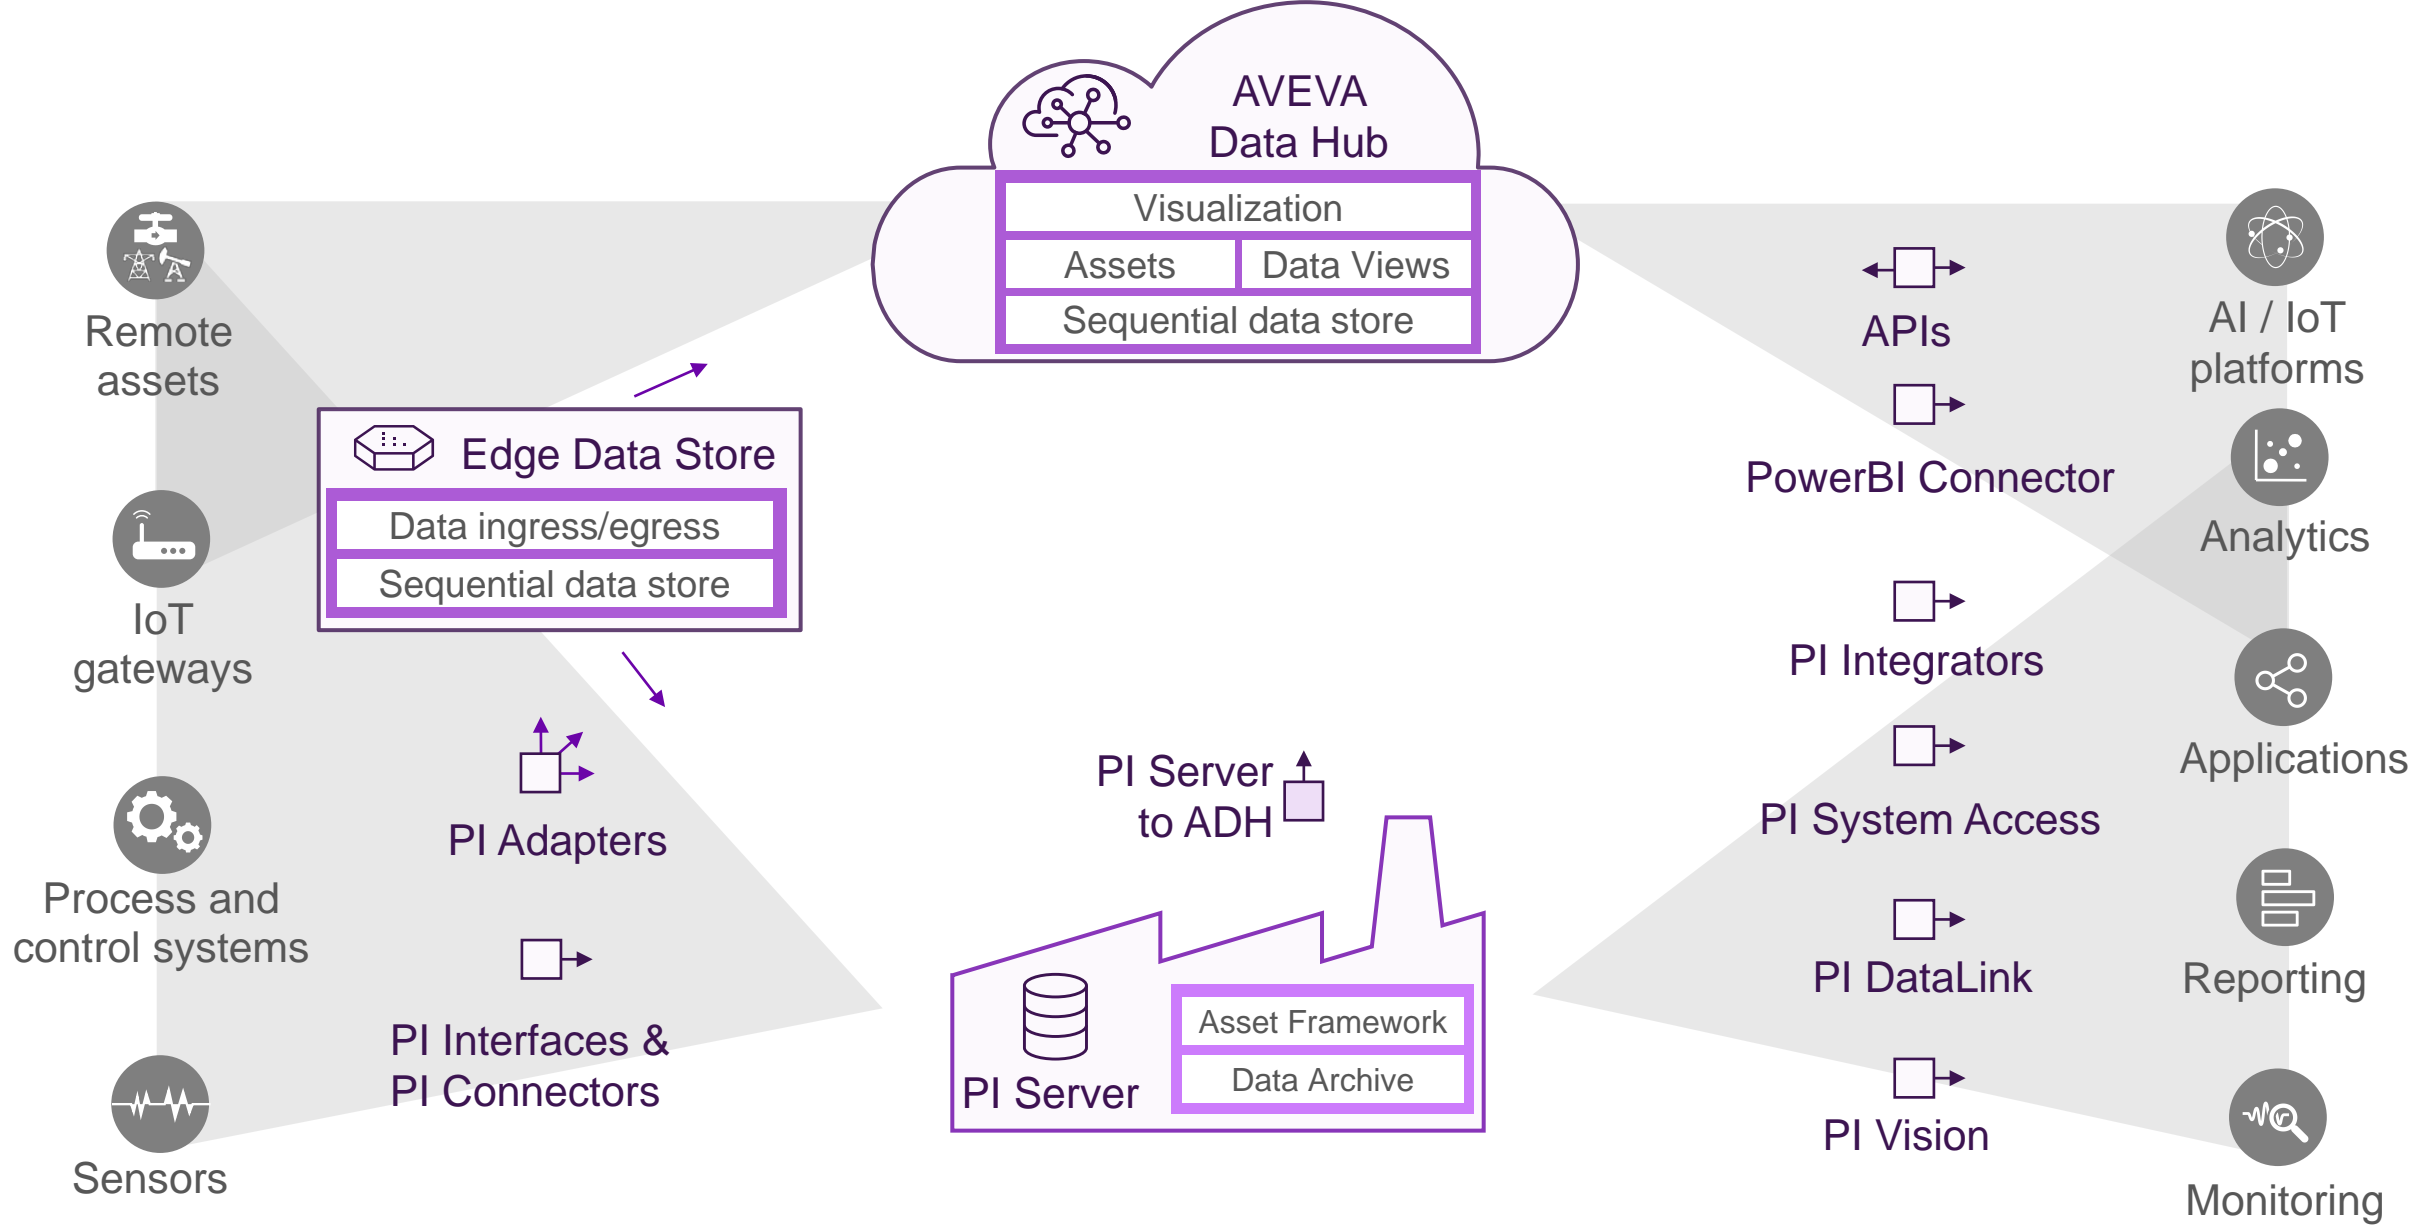 AVEVA
Data Hub
Visualization
Assets
Data Views
Sequential data store
Remote
assets
IoT
gateways
Process and
control systems
Sensors
Edge Data Store
Data ingress/egress
Sequential data store
PI Adapters
PI Interfaces &
PI Connectors
PI Server
to ADH
PI Server
Asset Framework
Data Archive
APIs
PowerBI Connector
PI Integrators
PI System Access
PI DataLink
PI Vision
AI / IoT
platforms
Analytics
Applications
Reporting
Monitoring